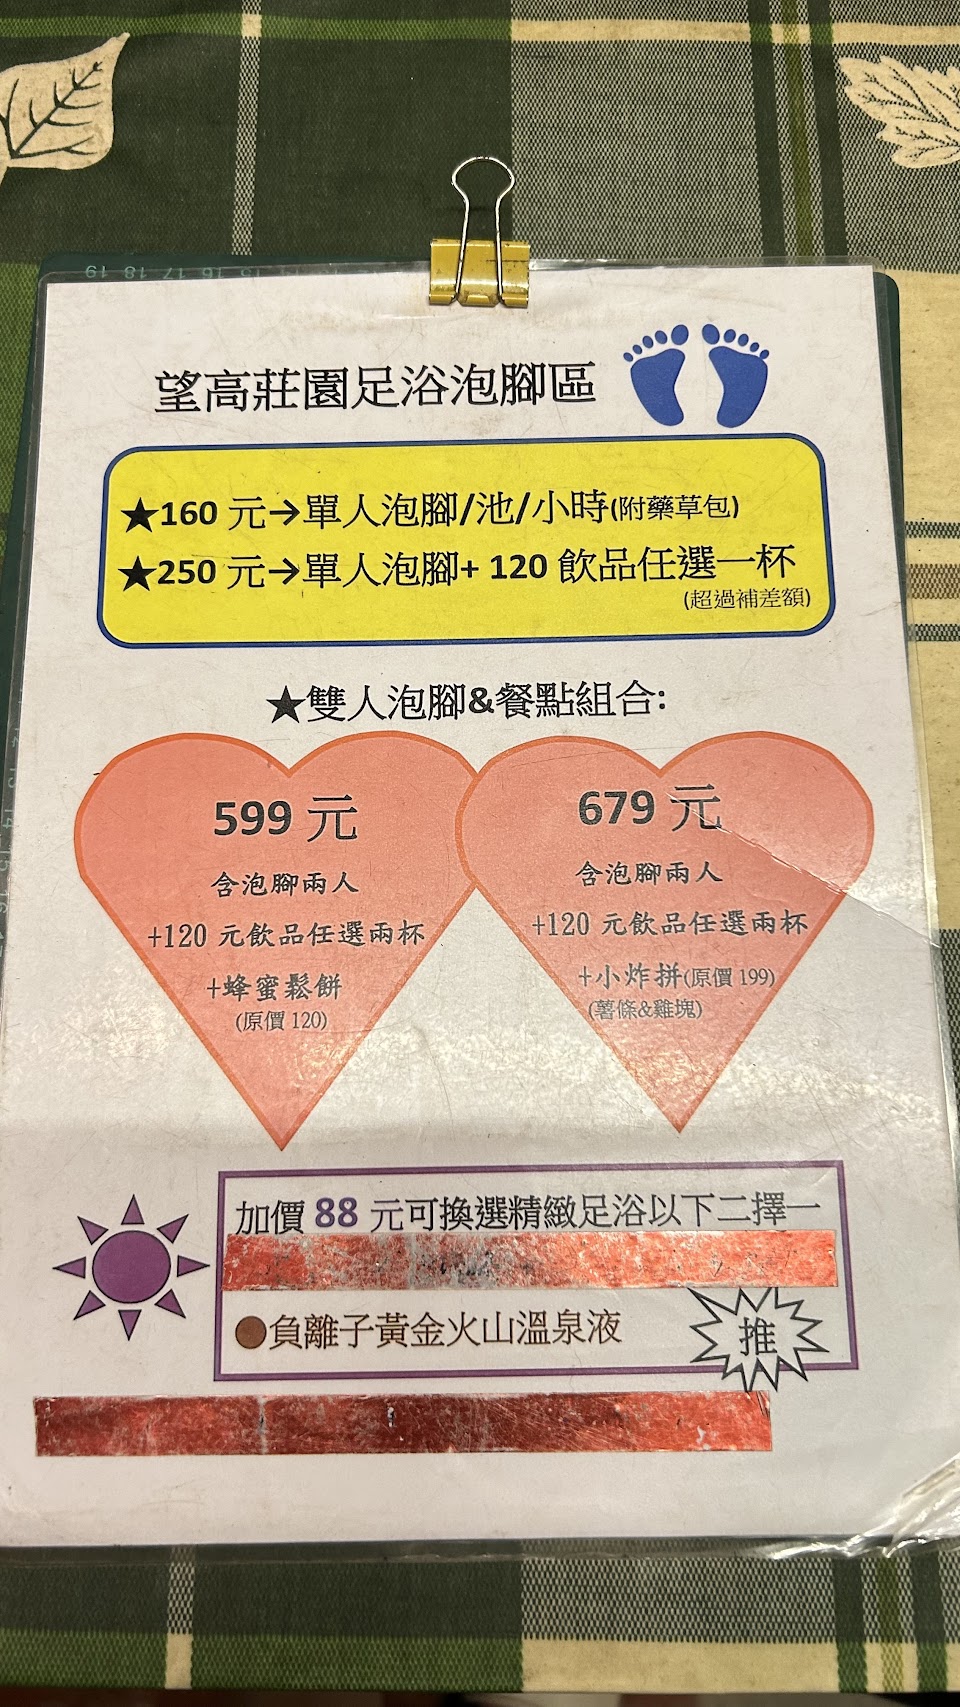 19 18 17 16 15
望高莊園足浴泡腳區
★160 元→單人泡腳/池/小時(附藥草包)
★250 元→單人泡腳+ 120 飲品任選一杯
(超過補差額)
★雙人泡腳&餐點組合:
599 元
含泡腳兩人
+120 元飲品任選兩杯
+蜂蜜鬆餅
(原價 120)
679 元
含泡腳兩人
+120 元飲品任選兩杯
+小炸拼(原價 199)
(薯條&雞塊)
加價 88 元可換選精緻足浴以下二擇一
●負離子黃金火山溫泉液
推